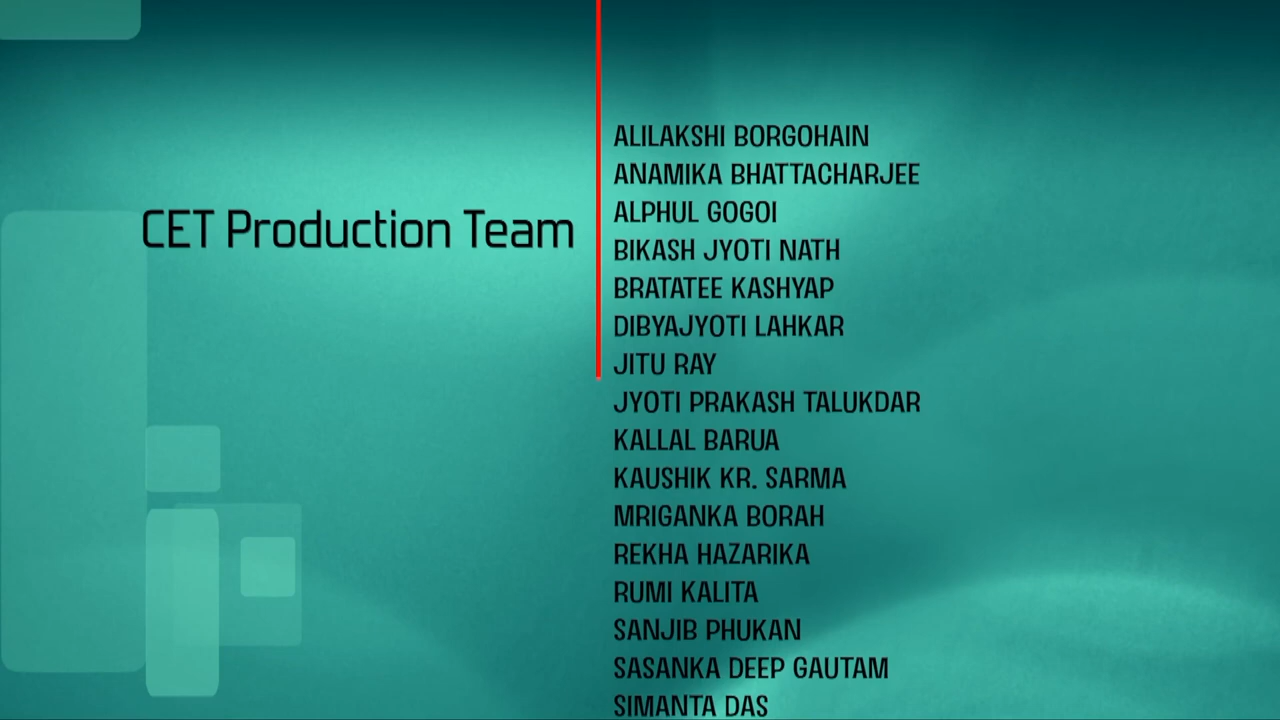 CET Production Team
ALILAKSHI BORGOHAIN
ANAMIKA BHATTACHARJEE
ALPHUL GOGOI
BIKASH JYOTI NATH
BRATATEE KASHYAP
DIBYAJYOTI LAHKAR
JITU RAY
JYOTI PRAKASH TALUKDAR
KALLAL BARUA
KAUSHIK KR. SARMA
MRIGANKA BORAH
REKHA HAZARIKA
RUMI KALITA
SANJIB PHUKAN
SASANKA DEEP GAUTAM
SIMANTA DAS